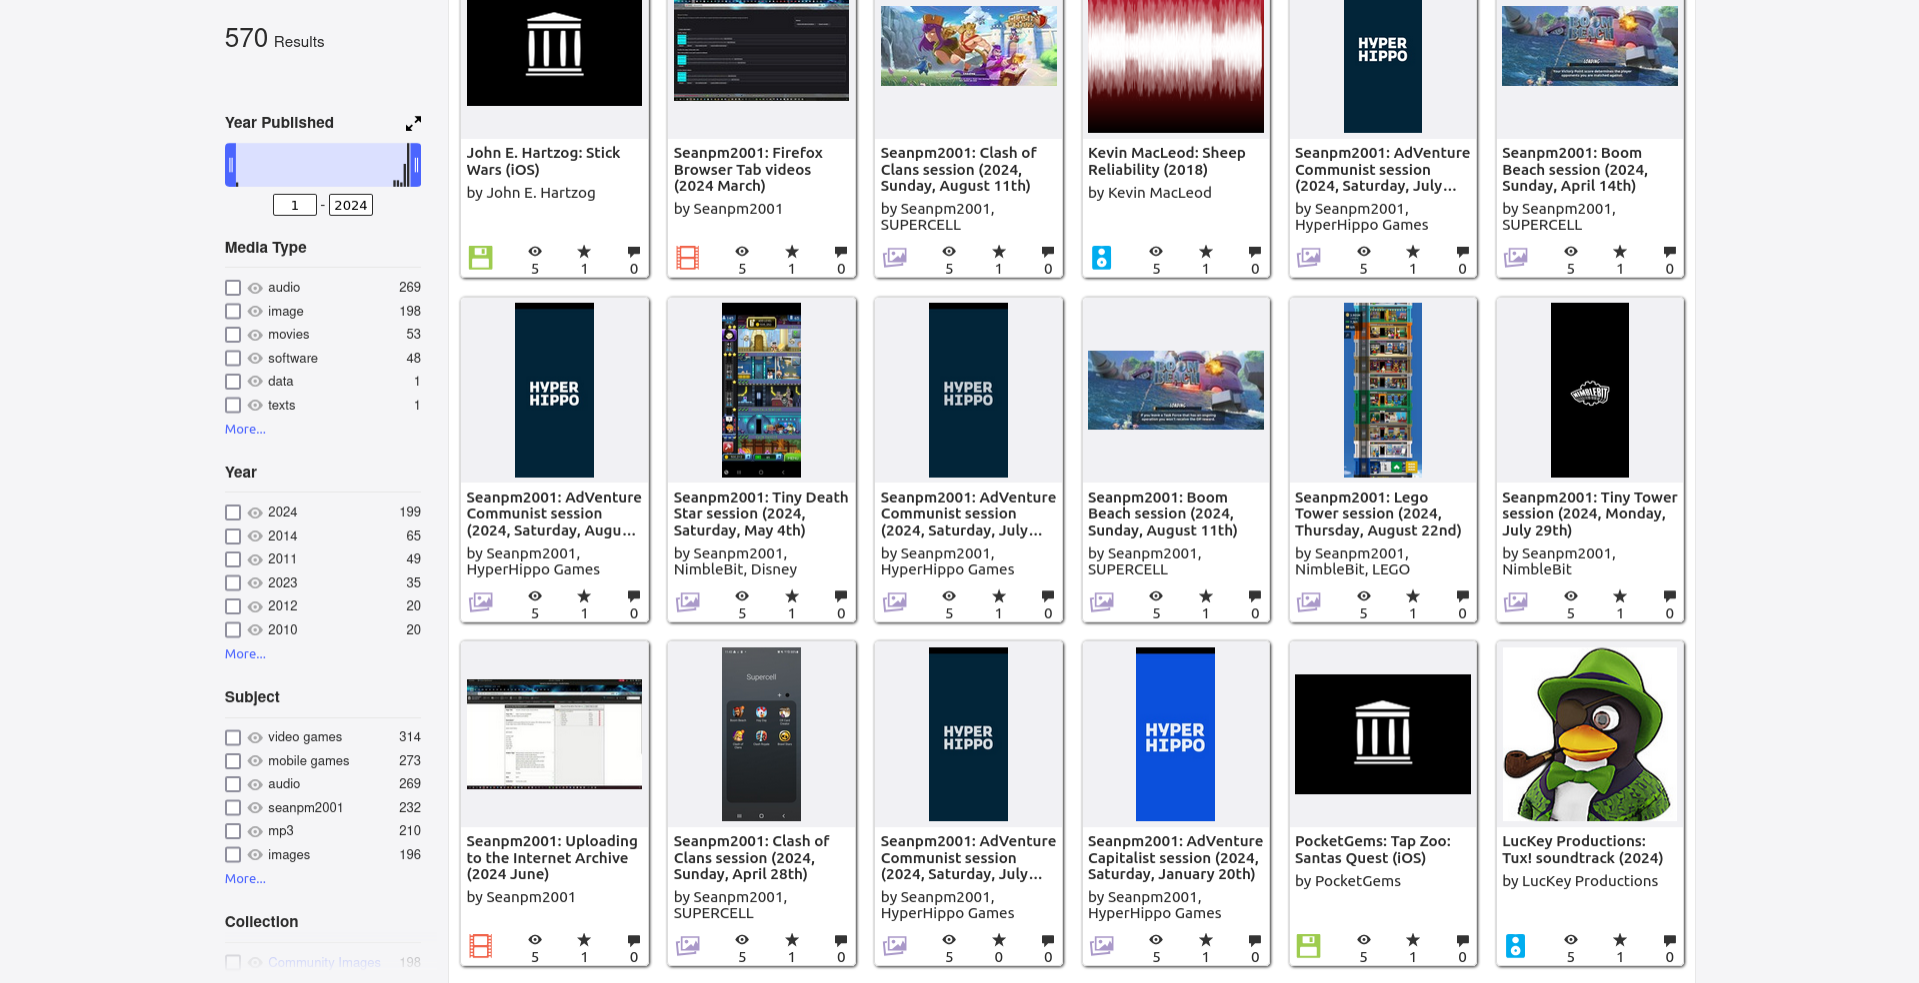 570 Results
Year Published
1 - 2024
Media Type
audio 269
image 198
movies 53
software 48
data 1
texts 1
More...
Year
2024 199
2014 65
2011 49
2023 35
2012 20
2010 20
More...
Subject
video games 314
mobile games 273
audio 269
seanpm2001 232
mp3 210
images 196
More...
Collection
Community Images 198
John E. Hartzog: Stick
Wars (iOS)
by John E. Hartzog
5 1 0
Seanpm2001: Firefox
Browser Tab videos
(2024 March)
by Seanpm2001
5 1 0
Seanpm2001: Clash of
Clans session (2024,
Sunday, August 11th)
by Seanpm2001,
SUPERCELL
5 1 0
Kevin MacLeod: Sheep
Reliability (2018)
by Kevin MacLeod
5 1 0
HYPER
HIPPO
Seanpm2001: AdVenture
Communist session
(2024, Saturday, July...
by Seanpm2001,
HyperHippo Games
5 1 0
BOOM
BEACH
LOADING
Seanpm2001: Boom
Beach session (2024,
Sunday, April 14th)
by Seanpm2001,
SUPERCELL
5 1 0
HYPER
HIPPO
Seanpm2001: AdVenture
Communist session
(2024, Saturday, Augu...
by Seanpm2001,
HyperHippo Games
5 1 0
Seanpm2001: Tiny Death
Star session (2024,
Saturday, May 4th)
by Seanpm2001,
NimbleBit, Disney
5 1 0
HYPER
HIPPO
Seanpm2001: AdVenture
Communist session
(2024, Saturday, July...
by Seanpm2001,
HyperHippo Games
5 1 0
BOOM
BEACH
LOADING
Seanpm2001: Boom
Beach session (2024,
Sunday, August 11th)
by Seanpm2001,
SUPERCELL
5 1 0
Seanpm2001: Lego
Tower session (2024,
Thursday, August 22nd)
by Seanpm2001,
NimbleBit, LEGO
5 1 0
NIMBLEBIT
Seanpm2001: Tiny Tower
session (2024, Monday,
July 29th)
by Seanpm2001,
NimbleBit
5 1 0
Seanpm2001: Uploading
to the Internet Archive
(2024 June)
by Seanpm2001
5 1 0
Supercell
Seanpm2001: Clash of
Clans session (2024,
Sunday, April 28th)
by Seanpm2001,
SUPERCELL
5 1 0
HYPER
HIPPO
Seanpm2001: AdVenture
Communist session
(2024, Saturday, July...
by Seanpm2001,
HyperHippo Games
5 0 0
HYPER
HIPPO
Seanpm2001: AdVenture
Capitalist session (2024,
Saturday, January 20th)
by Seanpm2001,
HyperHippo Games
5 1 0
PocketGems: Tap Zoo:
Santas Quest (iOS)
by PocketGems
5 1 0
LucKey Productions:
Tux! soundtrack (2024)
by LucKey Productions
5 1 0